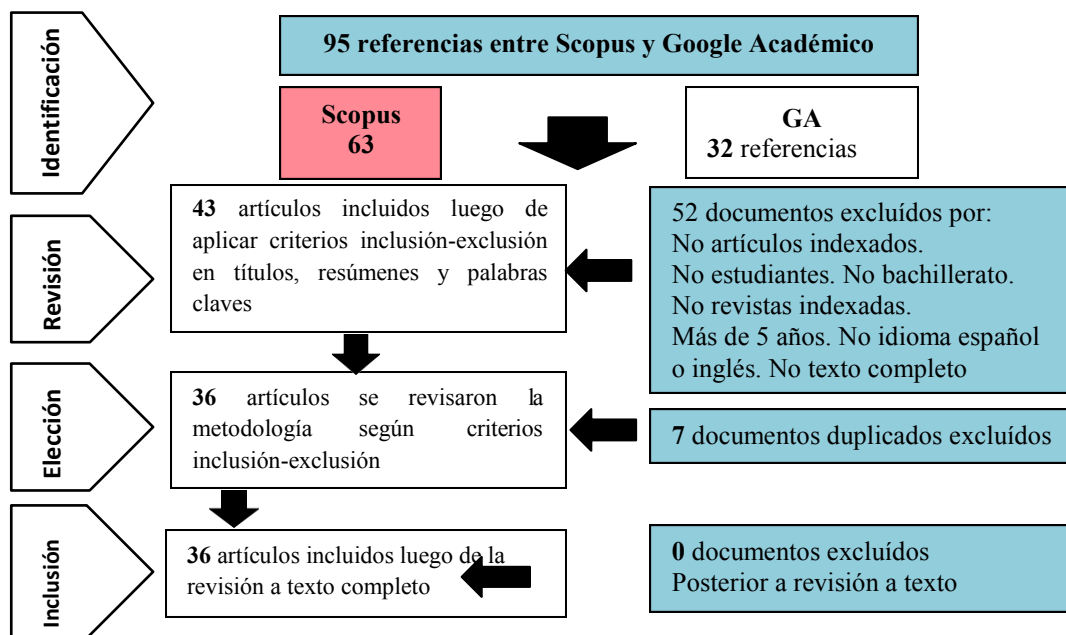 Identificación
95 referencias entre Scopus y Google Académico
Scopus
63
GA
32 referencias
Revisión
43 artículos incluidos luego de
aplicar criterios inclusión-exclusión
en títulos, resúmenes y palabras
claves
52 documentos excluídos por:
No artículos indexados.
No estudiantes. No bachillerato.
No revistas indexadas.
Más de 5 años. No idioma español
o inglés. No texto completo
Elección
36 artículos se revisaron la
metodología según criterios
inclusión-exclusión
7 documentos duplicados excluídos
Inclusión
36 artículos incluidos luego de la
revisión a texto completo
0 documentos excluídos
Posterior a revisión a texto